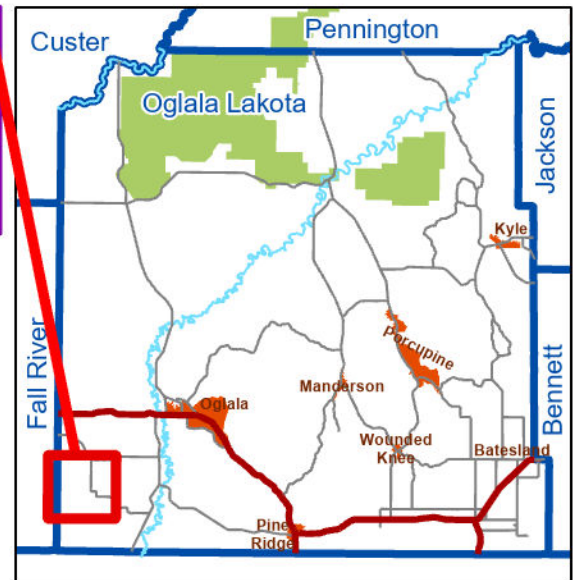 Custer
Pennington
Oglala Lakota
Jackson
Kyle
Fall River
Porcupine
Manderson
Oglala
Bennett
Wounded
Knee
Batesland
Pine
Ridge